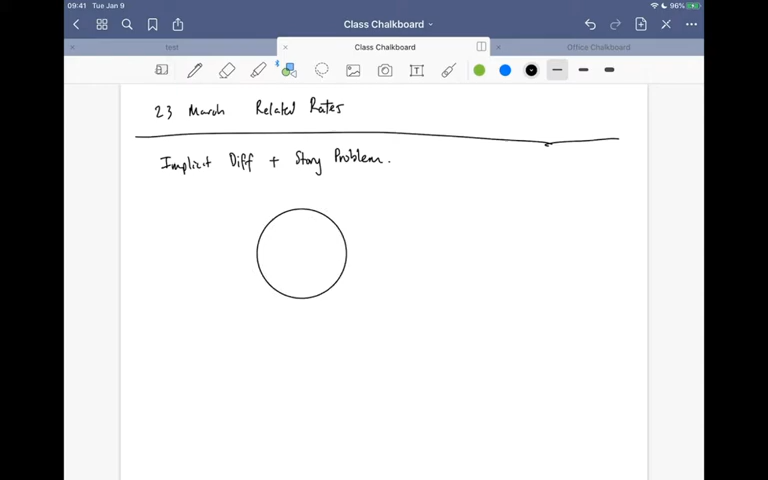 09:41 Tue Jan 9
96%
Class Chalkboard
test
Class Chalkboard
Office Chalkboard
23 March Related Rates
Implicit Diff + Story Problem.